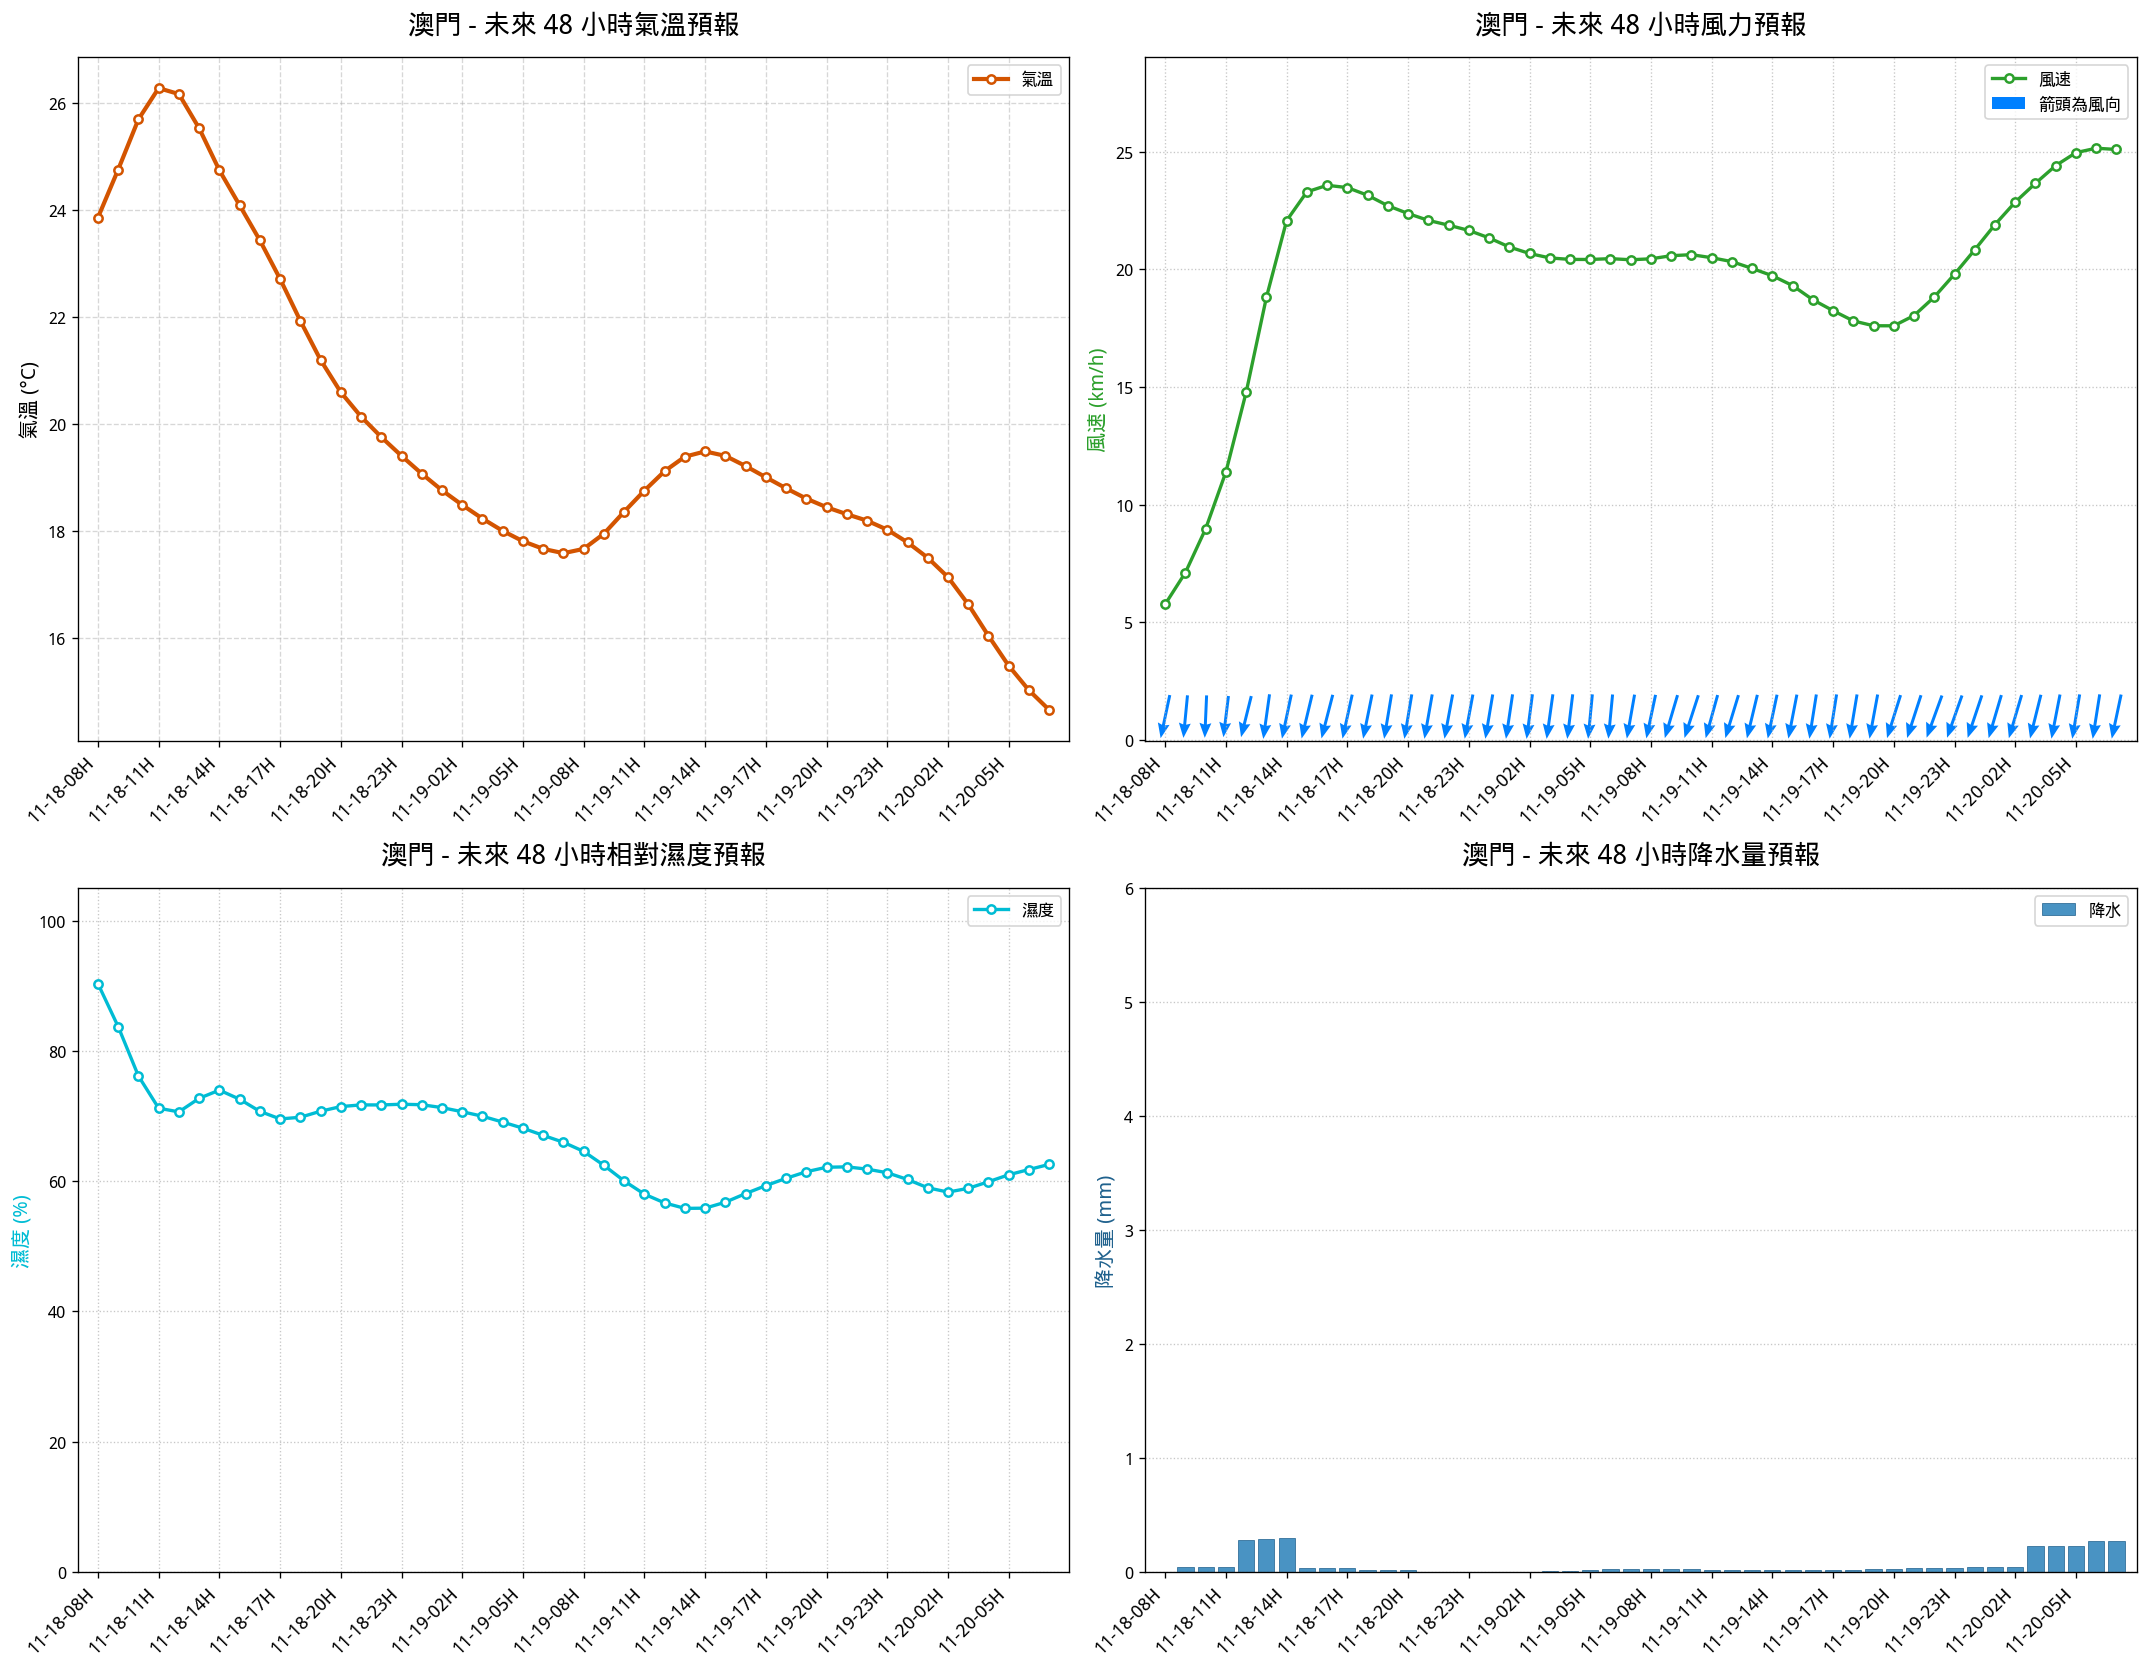 澳門 - 未來 48 小時氣溫預報
氣溫
26
24
22
20
18
16
氣溫 (°C)
11-18-08H
11-18-11H
11-18-14H
11-18-17H
11-18-20H
11-18-23H
11-19-02H
11-19-05H
11-19-08H
11-19-11H
11-19-14H
11-19-17H
11-19-20H
11-19-23H
11-20-02H
11-20-05H
澳門 - 未來 48 小時風力預報
風速
箭頭為風向
25
20
15
10
5
0
風速 (km/h)
11-18-08H
11-18-11H
11-18-14H
11-18-17H
11-18-20H
11-18-23H
11-19-02H
11-19-05H
11-19-08H
11-19-11H
11-19-14H
11-19-17H
11-19-20H
11-19-23H
11-20-02H
11-20-05H
澳門 - 未來 48 小時相對濕度預報
濕度
100
80
60
40
20
0
濕度 (%)
11-18-08H
11-18-11H
11-18-14H
11-18-17H
11-18-20H
11-18-23H
11-19-02H
11-19-05H
11-19-08H
11-19-11H
11-19-14H
11-19-17H
11-19-20H
11-19-23H
11-20-02H
11-20-05H
澳門 - 未來 48 小時降水量預報
降水
6
5
4
3
2
1
0
降水量 (mm)
11-18-08H
11-18-11H
11-18-14H
11-18-17H
11-18-20H
11-18-23H
11-19-02H
11-19-05H
11-19-08H
11-19-11H
11-19-14H
11-19-17H
11-19-20H
11-19-23H
11-20-02H
11-20-05H